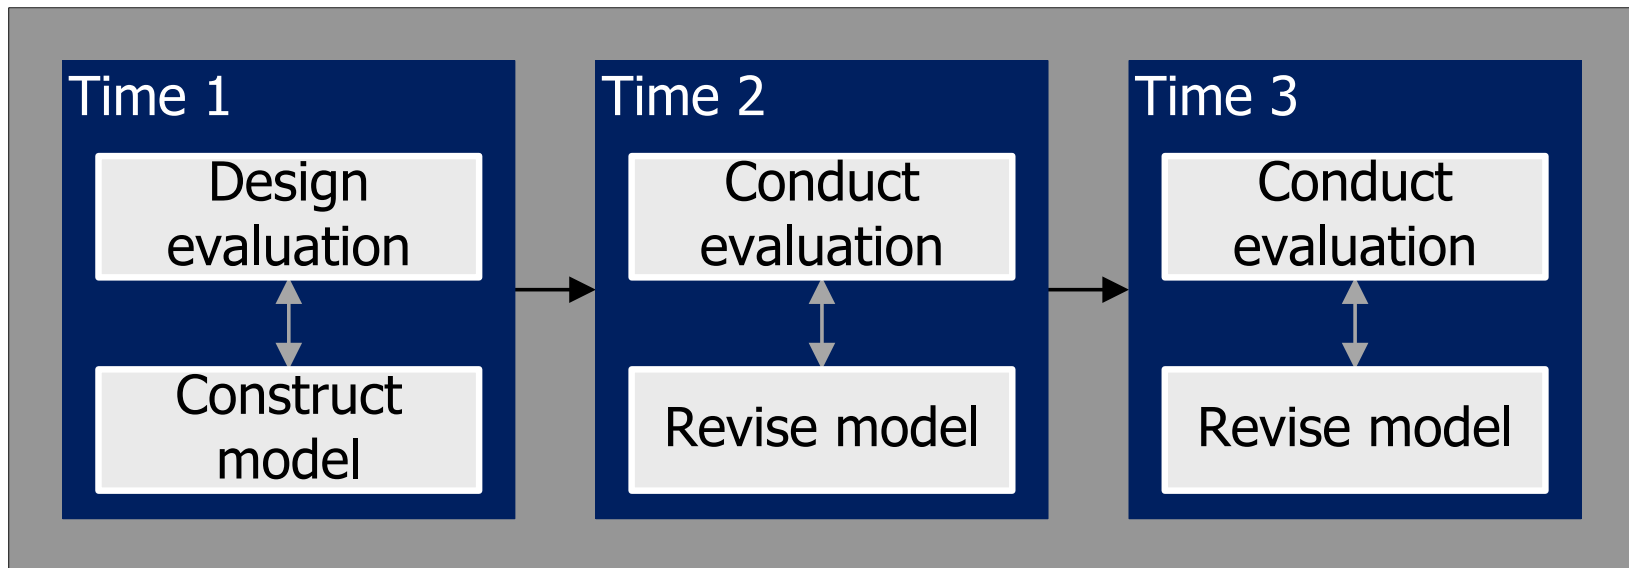 Time 1
Design
evaluation
Construct
model
Time 2
Conduct
evaluation
Revise model
Time 3
Conduct
evaluation
Revise model